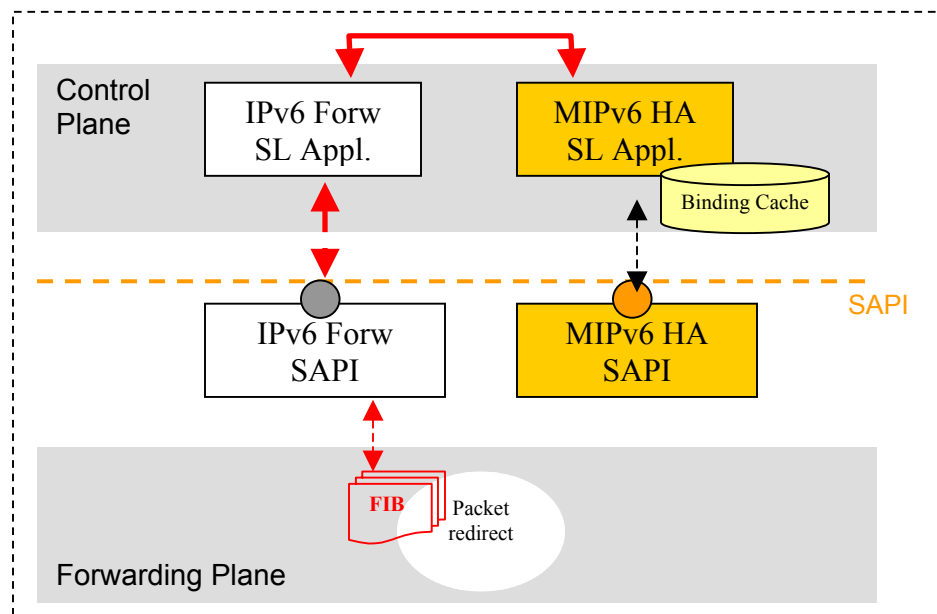 Control
Plane
IPv6 Forw
SL Appl.
MIPv6 HA
SL Appl.
Binding Cache
SAPI
IPv6 Forw
SAPI
MIPv6 HA
SAPI
FIB
Packet
redirect
Forwarding Plane